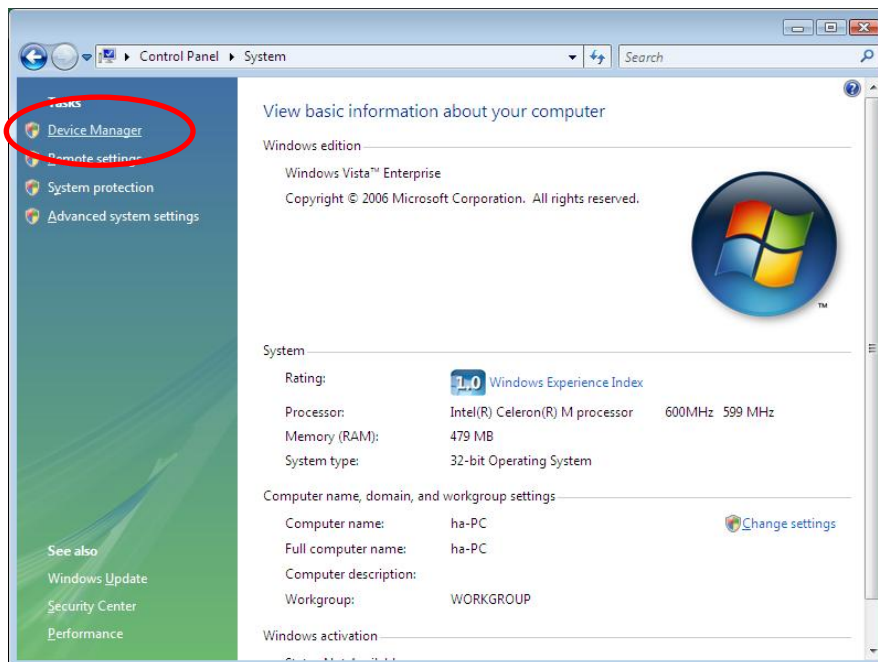 Control Panel System
Search
Tasks
Device Manager
Remote settings
System protection
Advanced system settings
See also
Windows Update
Security Center
Performance
View basic information about your computer
Windows edition
Windows Vista™ Enterprise
Copyright © 2006 Microsoft Corporation. All rights reserved.
TM
System
Rating: 1.0 Windows Experience Index
Processor: Intel(R) Celeron(R) M processor 600MHz 599 MHz
Memory (RAM): 479 MB
System type: 32-bit Operating System
Computer name, domain, and workgroup settings
Computer name: ha-PC Change settings
Full computer name: ha-PC
Computer description:
Workgroup: WORKGROUP
Windows activation